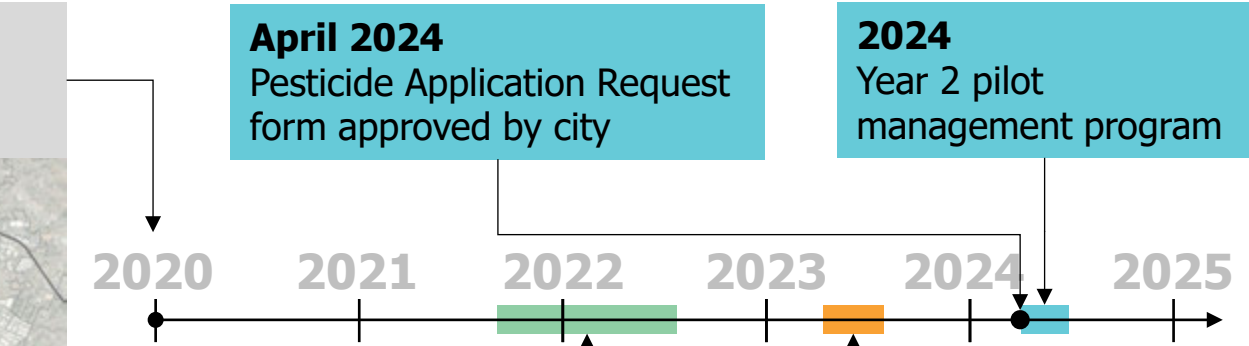 April 2024
Pesticide Application Request
form approved by city
2024
Year 2 pilot
management program
2020 2021 2022 2023 2024 2025